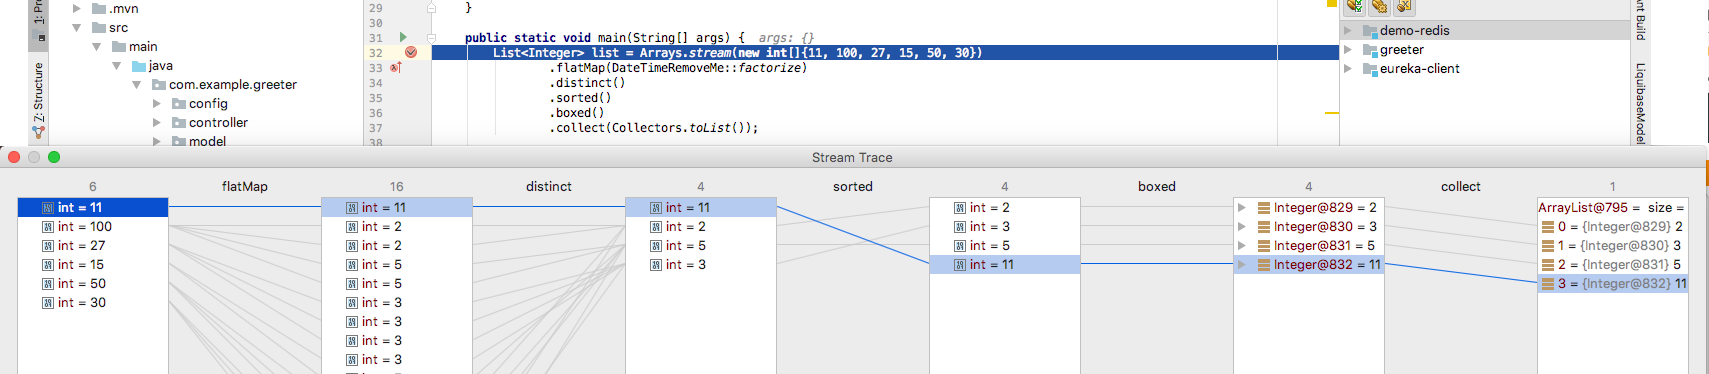 1: Pr
Z: Structure
.mvn
src
main
java
com.example.greeter
config
controller
model
29 }
30
31 public static void main(String[] args) { args: {}
32 List<Integer> list = Arrays.stream(new int[]{11, 100, 27, 15, 50, 30})
33 .flatMap(DateTimeRemoveMe::factorize)
34 .distinct()
35 .sorted()
36 .boxed()
37 .collect(Collectors.toList());
38
demo-redis
greeter
eureka-client
nt Build
LiquibaseModel
Stream Trace
6 flatMap 16 distinct 4 sorted 4 boxed 4 collect 1
int = 11
int = 100
int = 27
int = 15
int = 50
int = 30
int = 11
int = 2
int = 2
int = 5
int = 5
int = 3
int = 3
int = 3
int = 3
int = 11
int = 2
int = 5
int = 3
int = 2
int = 3
int = 5
int = 11
Integer@829 = 2
Integer@830 = 3
Integer@831 = 5
Integer@832 = 11
ArrayList@795 = size =
0 = {Integer@829} 2
1 = {Integer@830} 3
2 = {Integer@831} 5
3 = {Integer@832} 11